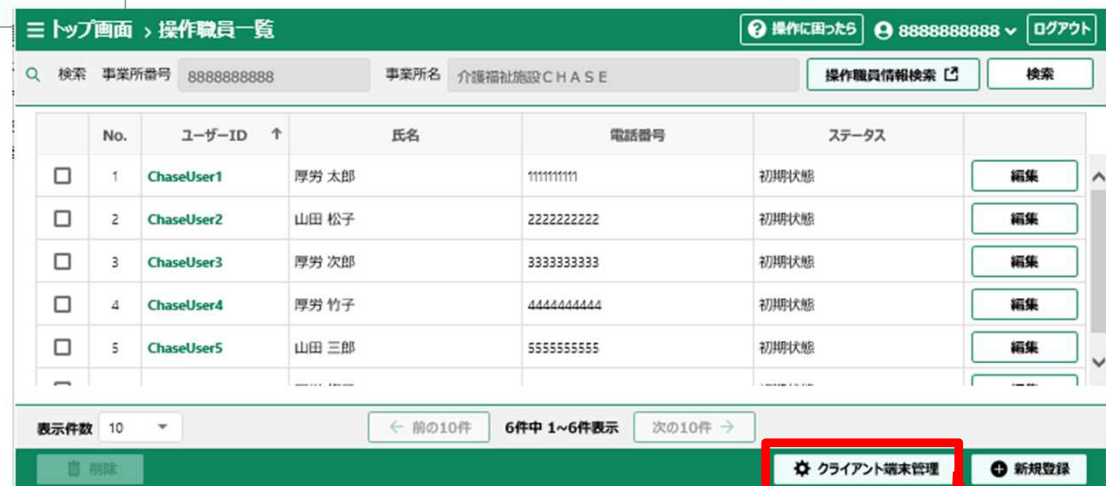 トップ画面 > 操作職員一覧 操作に困ったら 8888888888 ログアウト
検索 事業所番号 8888888888 事業所名 介護福祉施設CHASE 操作職員情報検索 検索
No. ユーザーID ↑ 氏名 電話番号 ステータス
1 ChaseUser1 厚労 太郎 1111111111 初期状態 編集
2 ChaseUser2 山田 松子 2222222222 初期状態 編集
3 ChaseUser3 厚労 次郎 3333333333 初期状態 編集
4 ChaseUser4 厚労 竹子 4444444444 初期状態 編集
5 ChaseUser5 山田 三郎 5555555555 初期状態 編集
表示件数 10 ← 前の10件 6件中 1~6件表示 次の10件 →
削除 クライアント端末管理 新規登録